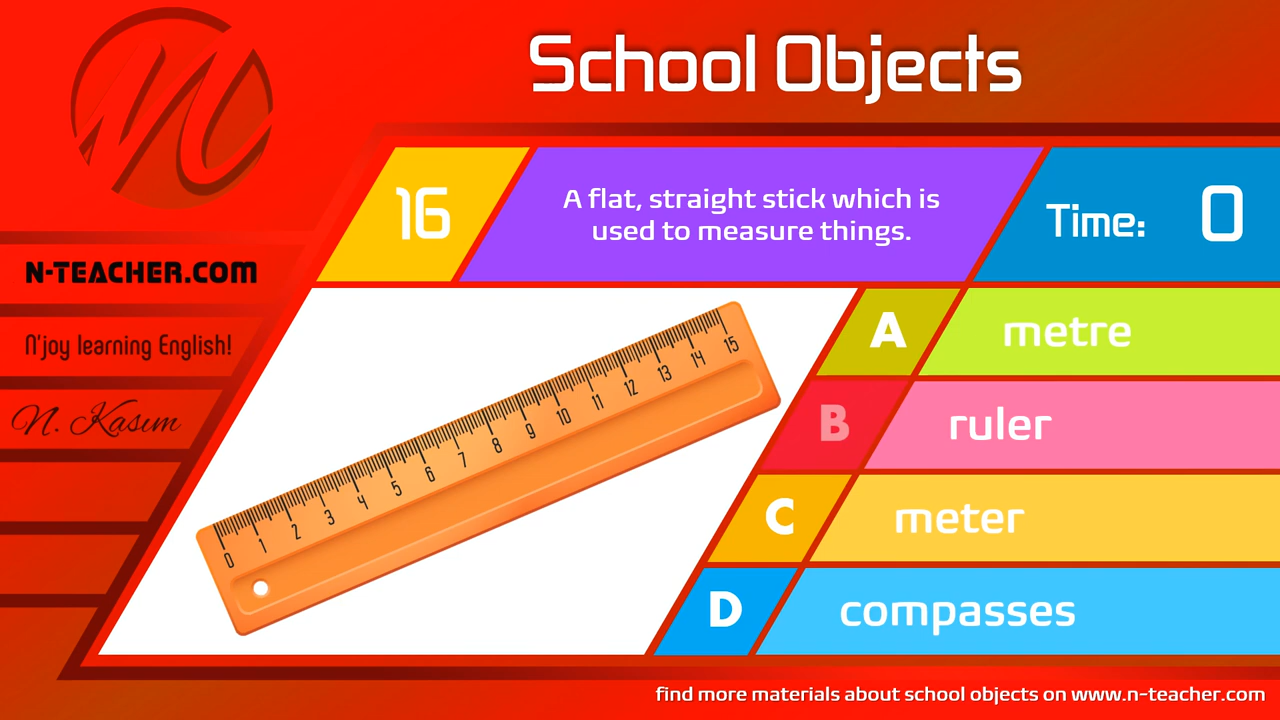 School Objects
16
A flat, straight stick which is
used to measure things.
Time: 0
N-TEACHER.COM
N'joy learning English!
N. Kasım
0 1 2 3 4 5 6 7 8 9 10 11 12 13 14 15
A metre
B ruler
C meter
D compasses
find more materials about school objects on www.n-teacher.com